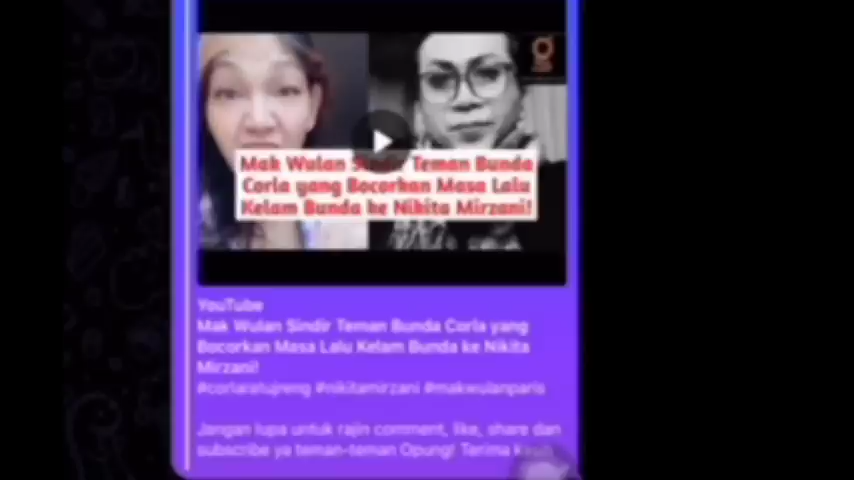 Mak Wulan Sindir Teman Bunda
Corla yang Bocorkan Masa Lalu
Kelam Bunda ke Nikita Mirzani!
YouTube
Mak Wulan Sindir Teman Bunda Corla yang
Bocorkan Masa Lalu Kelam Bunda ke Nikita
Mirzani!
#corlaratujreng #nikitamirzani #makwulanparis
Jangan lupa untuk rajin comment, like, share dan
subscribe ya teman-teman Opung! Terima